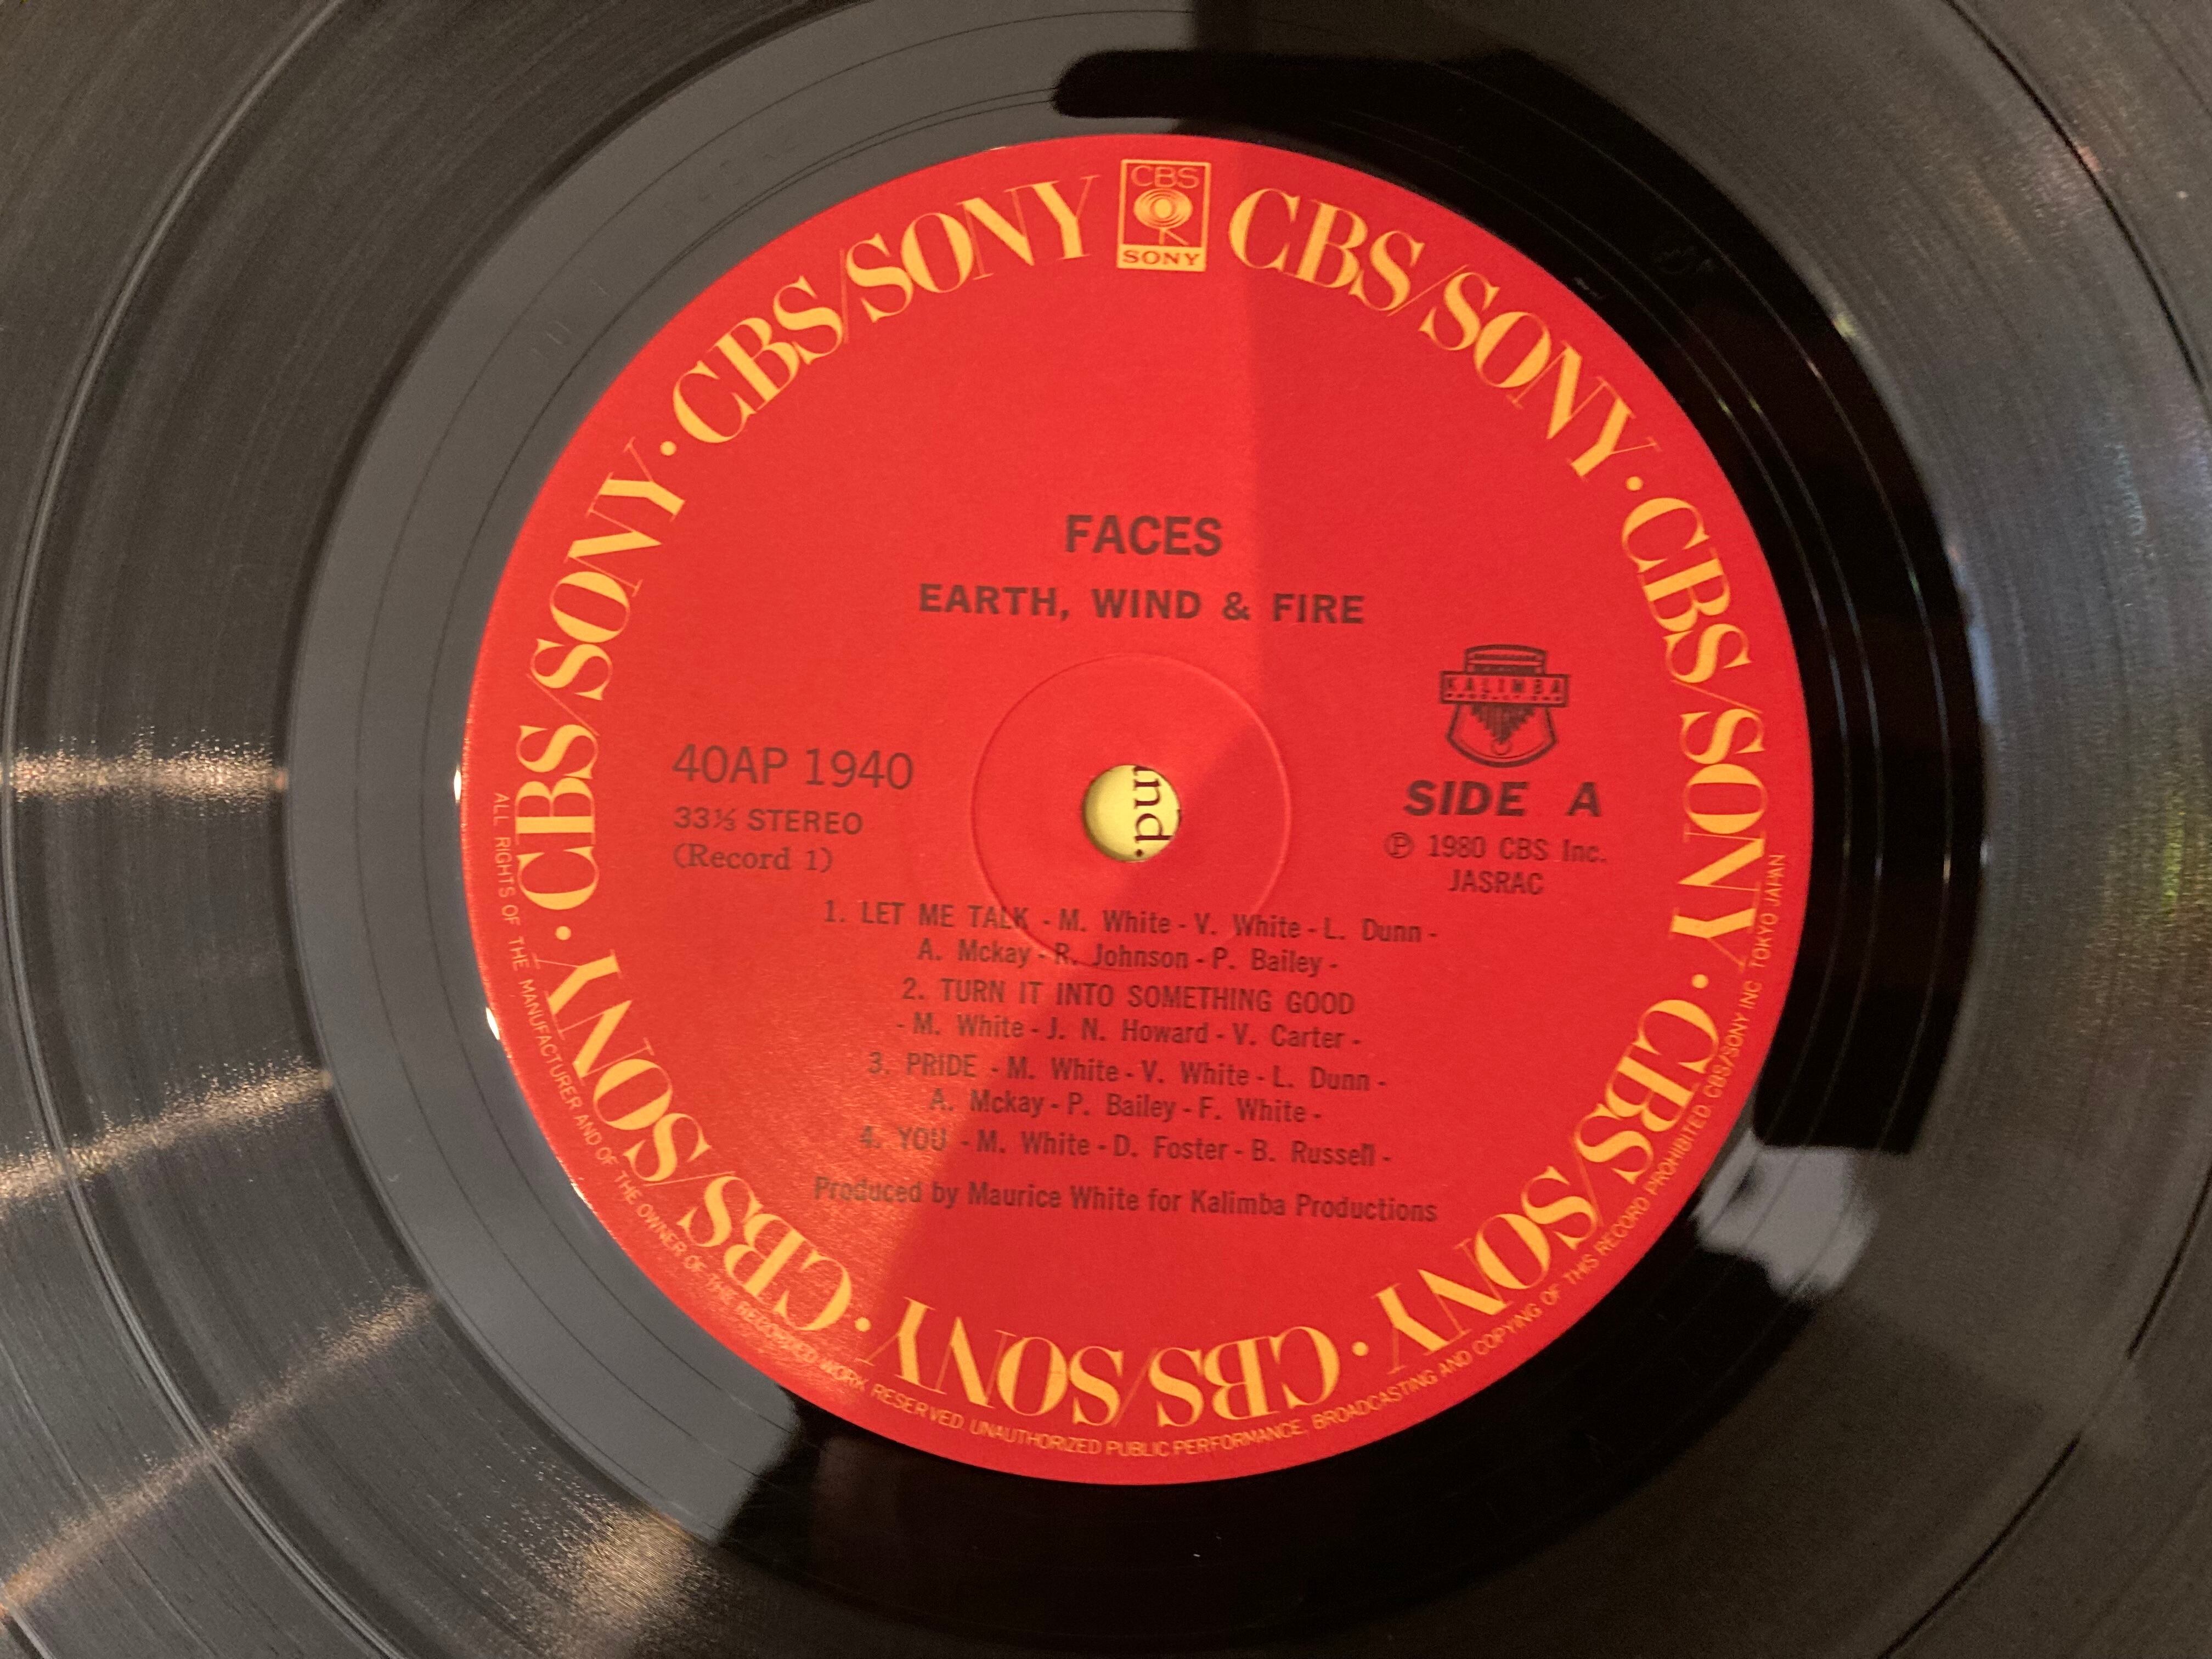 CBS
SONY
CBS/SONY · CBS/SONY · CBS/SONY · CBS/SONY · CBS/SONY · CBS/SONY · CBS/SONY · CBS/SONY
FACES
EARTH, WIND & FIRE
KALIMBA
40AP 1940
33⅓ STEREO
(Record 1)
SIDE A
℗ 1980 CBS Inc.
JASRAC
nd.
1. LET ME TALK - M. White - V. White - L. Dunn -
A. Mckay - R. Johnson - P. Bailey -
2. TURN IT INTO SOMETHING GOOD
- M. White - J. N. Howard - V. Carter -
3. PRIDE - M. White - V. White - L. Dunn -
A. Mckay - P. Bailey - F. White -
4. YOU - M. White - D. Foster - B. Russell -
Produced by Maurice White for Kalimba Productions
ALL RIGHTS OF THE MANUFACTURER AND OF THE OWNER OF THE RECORDED WORK RESERVED. UNAUTHORIZED PUBLIC PERFORMANCE, BROADCASTING AND COPYING OF THIS RECORD PROHIBITED. CBS/SONY INC. TOKYO JAPAN